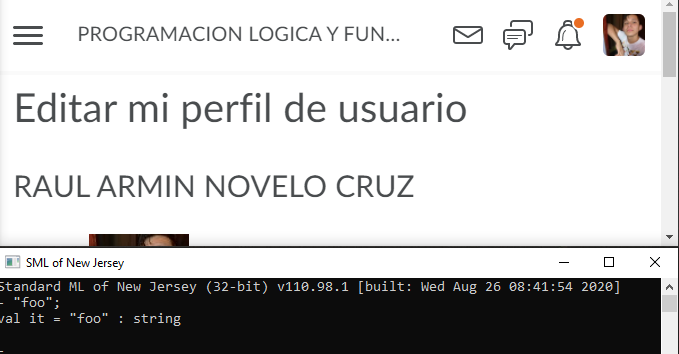 PROGRAMACION LOGICA Y FUN...
Editar mi perfil de usuario
RAUL ARMIN NOVELO CRUZ
SML of New Jersey
Standard ML of New Jersey (32-bit) v110.98.1 [built: Wed Aug 26 08:41:54 2020]
- "foo";
val it = "foo" : string
-